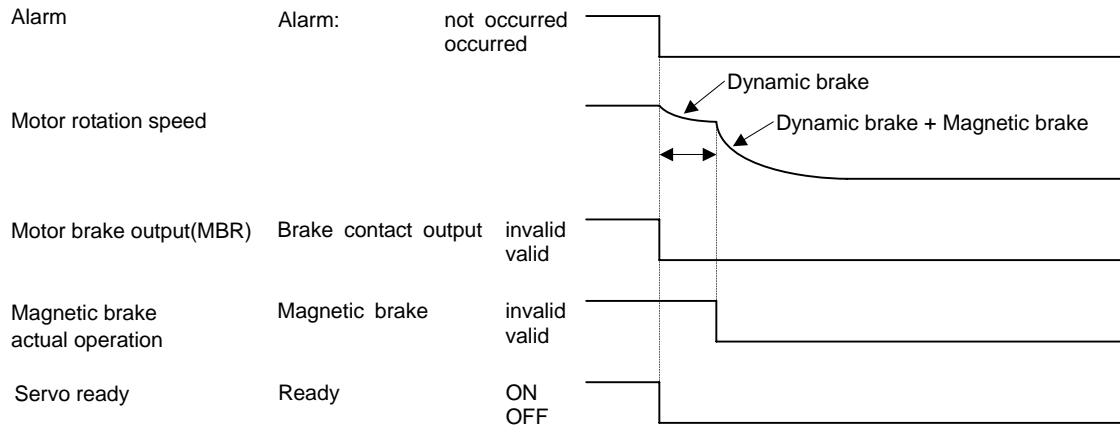 Alarm Alarm: not occurred
occurred
Dynamic brake
Motor rotation speed Dynamic brake + Magnetic brake
Motor brake output(MBR) Brake contact output invalid
valid
Magnetic brake Magnetic brake invalid
actual operation valid
Servo ready Ready ON
OFF